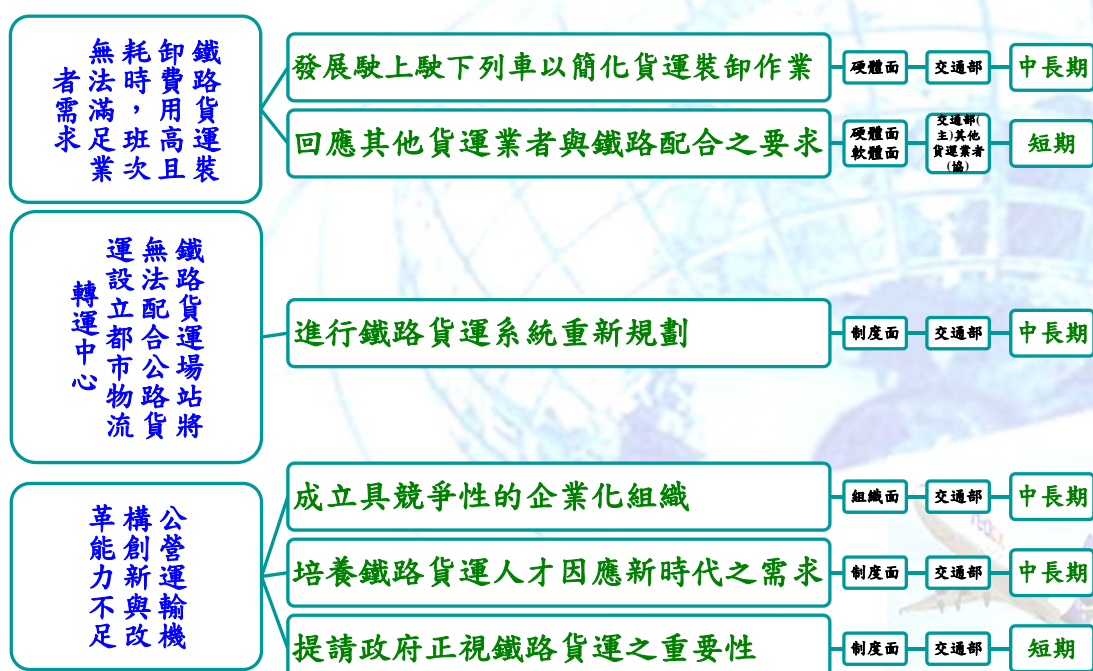 鐵路貨運裝
卸費用高且
耗時，班次
無法滿足業
者需求
發展駛上駛下列車以簡化貨運裝卸作業
硬體面
交通部
中長期
回應其他貨運業者與鐵路配合之要求
硬體面
軟體面
交通部(
主)其他
貨運業者
(協)
短期
鐵路貨運場站將
無法配合公路貨
運設立都市物流
轉運中心
進行鐵路貨運系統重新規劃
制度面
交通部
中長期
公營運輸機
構創新與改
革能力不足
成立具競爭性的企業化組織
組織面
交通部
中長期
培養鐵路貨運人才因應新時代之需求
制度面
交通部
中長期
提請政府正視鐵路貨運之重要性
制度面
交通部
短期